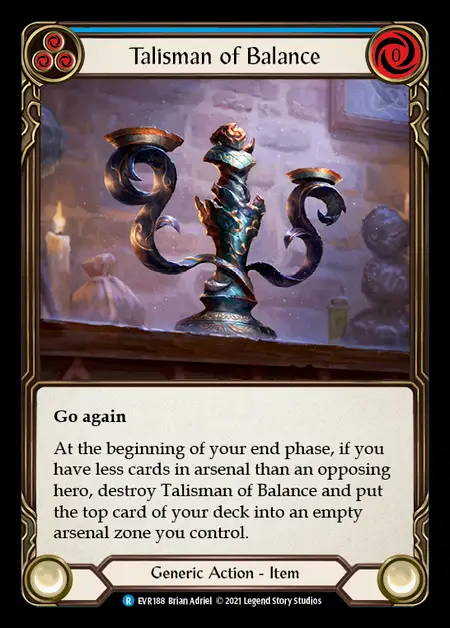 Talisman of Balance
0
Go again
At the beginning of your end phase, if you
have less cards in arsenal than an opposing
hero, destroy Talisman of Balance and put
the top card of your deck into an empty
arsenal zone you control.
Generic Action - Item
R EVR188 Brian Adriel © 2021 Legend Story Studios